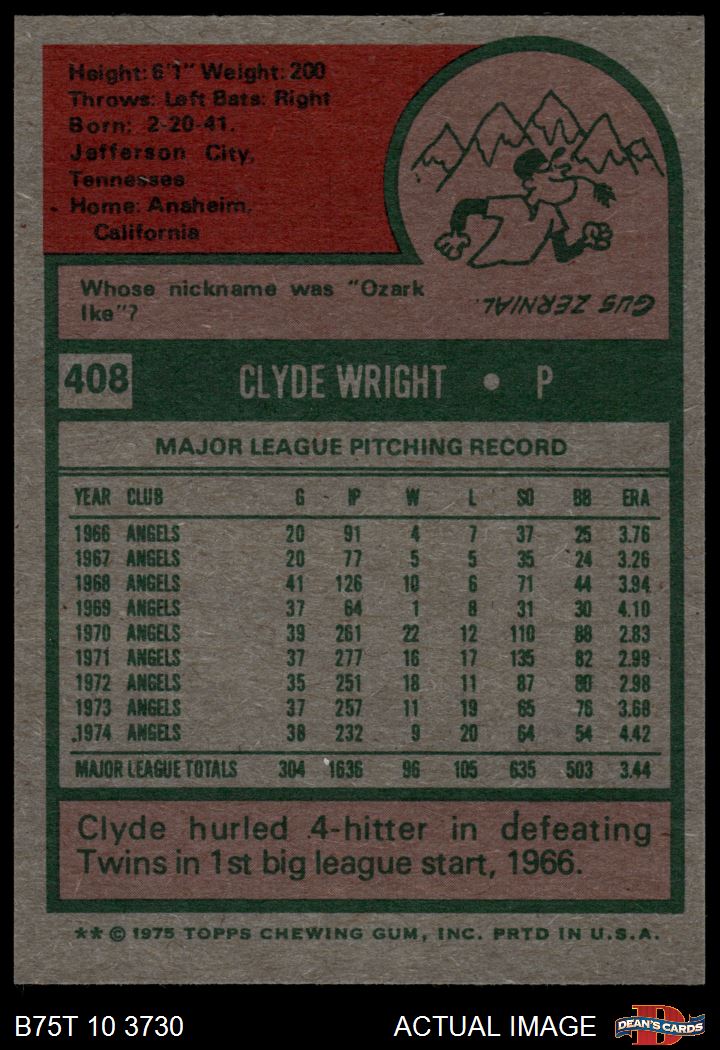 Height: 6'1" Weight: 200
Throws: Left Bats: Right
Born: 2-20-41.
Jefferson City,
Tennessee
Home: Anaheim,
California
Whose nickname was "Ozark
Ike"?
GUS ZERNIAL.
408 CLYDE WRIGHT • P
MAJOR LEAGUE PITCHING RECORD
YEAR CLUB G IP W L SO BB ERA
1966 ANGELS 20 91 4 7 37 25 3.76
1967 ANGELS 20 77 5 5 35 24 3.26
1968 ANGELS 41 126 10 6 71 44 3.94
1969 ANGELS 37 64 1 8 31 30 4.10
1970 ANGELS 39 261 22 12 110 88 2.83
1971 ANGELS 37 277 16 17 135 82 2.99
1972 ANGELS 35 251 18 11 87 80 2.98
1973 ANGELS 37 257 11 19 65 76 3.68
1974 ANGELS 38 232 9 20 64 54 4.42
MAJOR LEAGUE TOTALS 304 1636 96 105 635 503 3.44
Clyde hurled 4-hitter in defeating
Twins in 1st big league start, 1966.
** © 1975 TOPPS CHEWING GUM, INC. PRTD IN U.S.A.
B75T 10 3730 ACTUAL IMAGE D DEAN'S CARDS